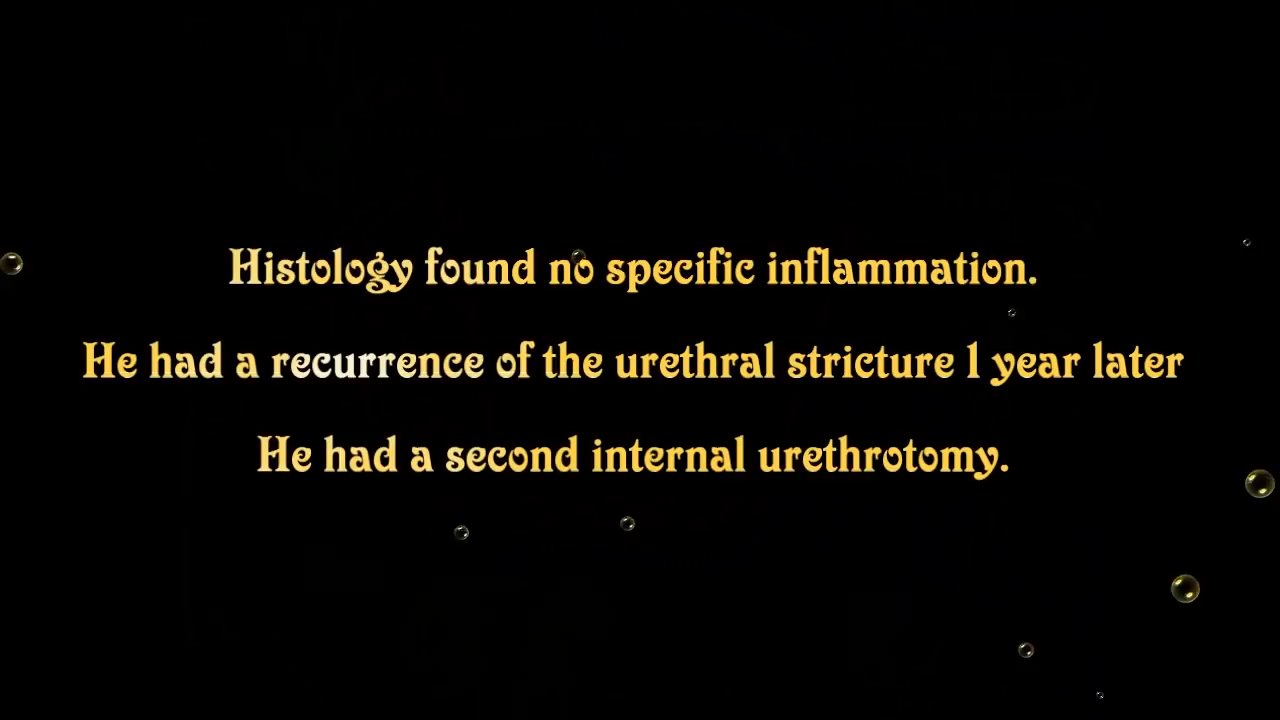 Histology found no specific inflammation.
He had a recurrence of the urethral stricture 1 year later
He had a second internal urethrotomy.